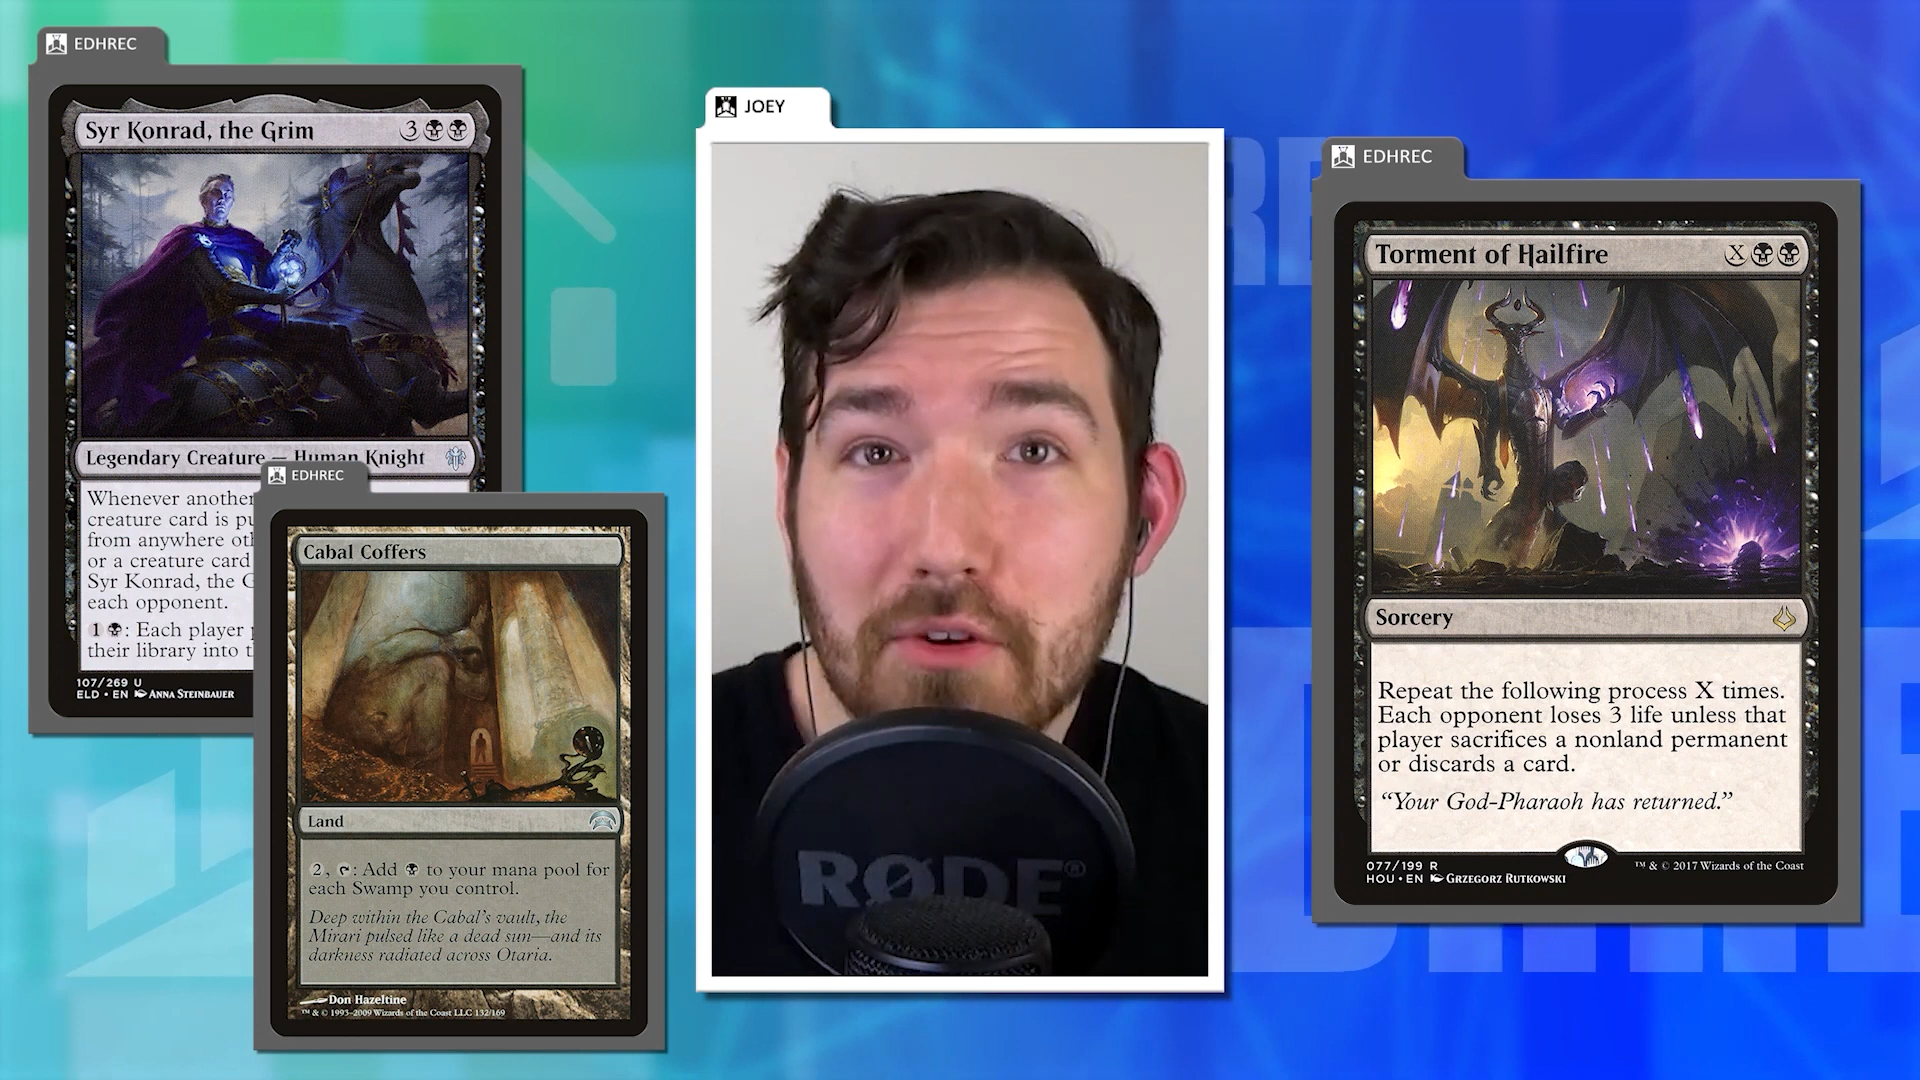 EDHREC
Syr Konrad, the Grim 3
Legendary Creature — Human Knight
Whenever another
creature card is pu
from anywhere oth
or a creature card
Syr Konrad, the G
each opponent.
1 : Each player p
their library into t
107/269 U
ELD • EN ANNA STEINBAUER
EDHREC
Cabal Coffers
Land
2, : Add to your mana pool for
each Swamp you control.
Deep within the Cabal's vault, the
Mirari pulsed like a dead sun—and its
darkness radiated across Otaria.
Don Hazeltine
™ & © 1993–2009 Wizards of the Coast LLC 132/169
JOEY
RØDE®
EDHREC
Torment of Hailfire X
Sorcery
Repeat the following process X times.
Each opponent loses 3 life unless that
player sacrifices a nonland permanent
or discards a card.
“Your God-Pharaoh has returned.”
077/199 R
HOU • EN GRZEGORZ RUTKOWSKI
™ & © 2017 Wizards of the Coast